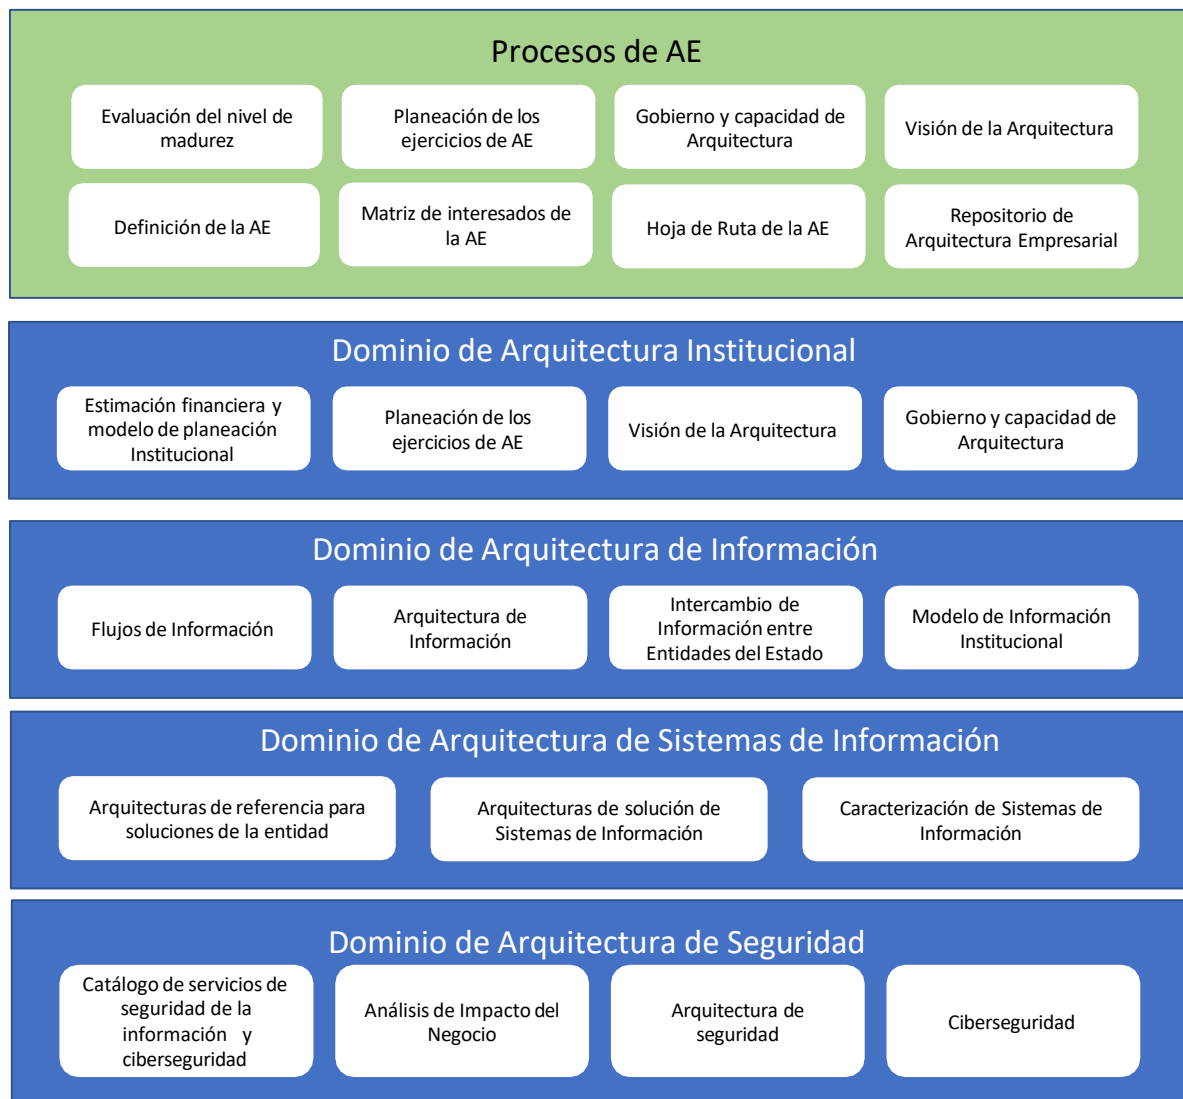 Procesos de AE
Evaluación del nivel de
madurez
Planeación de los
ejercicios de AE
Gobierno y capacidad de
Arquitectura
Visión de la Arquitectura
Definición de la AE
Matriz de interesados de
la AE
Hoja de Ruta de la AE
Repositorio de
Arquitectura Empresarial
Dominio de Arquitectura Institucional
Estimación financiera y
modelo de planeación
Institucional
Planeación de los
ejercicios de AE
Visión de la Arquitectura
Gobierno y capacidad de
Arquitectura
Dominio de Arquitectura de Información
Flujos de Información
Arquitectura de
Información
Intercambio de
Información entre
Entidades del Estado
Modelo de Información
Institucional
Dominio de Arquitectura de Sistemas de Información
Arquitecturas de referencia para
soluciones de la entidad
Arquitecturas de solución de
Sistemas de Información
Caracterización de Sistemas de
Información
Dominio de Arquitectura de Seguridad
Catálogo de servicios de
seguridad de la
información y
ciberseguridad
Análisis de Impacto del
Negocio
Arquitectura de
seguridad
Ciberseguridad